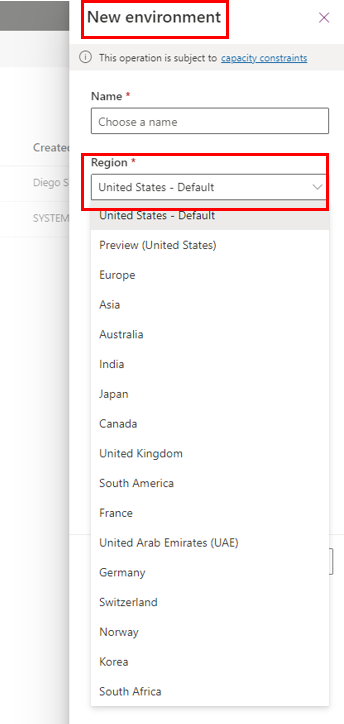 New environment
This operation is subject to capacity constraints
Name *
Choose a name
Created
Region *
Diego S
United States - Default
SYSTEM
United States - Default
Preview (United States)
Europe
Asia
Australia
India
Japan
Canada
United Kingdom
South America
France
United Arab Emirates (UAE)
Germany
Switzerland
Norway
Korea
South Africa